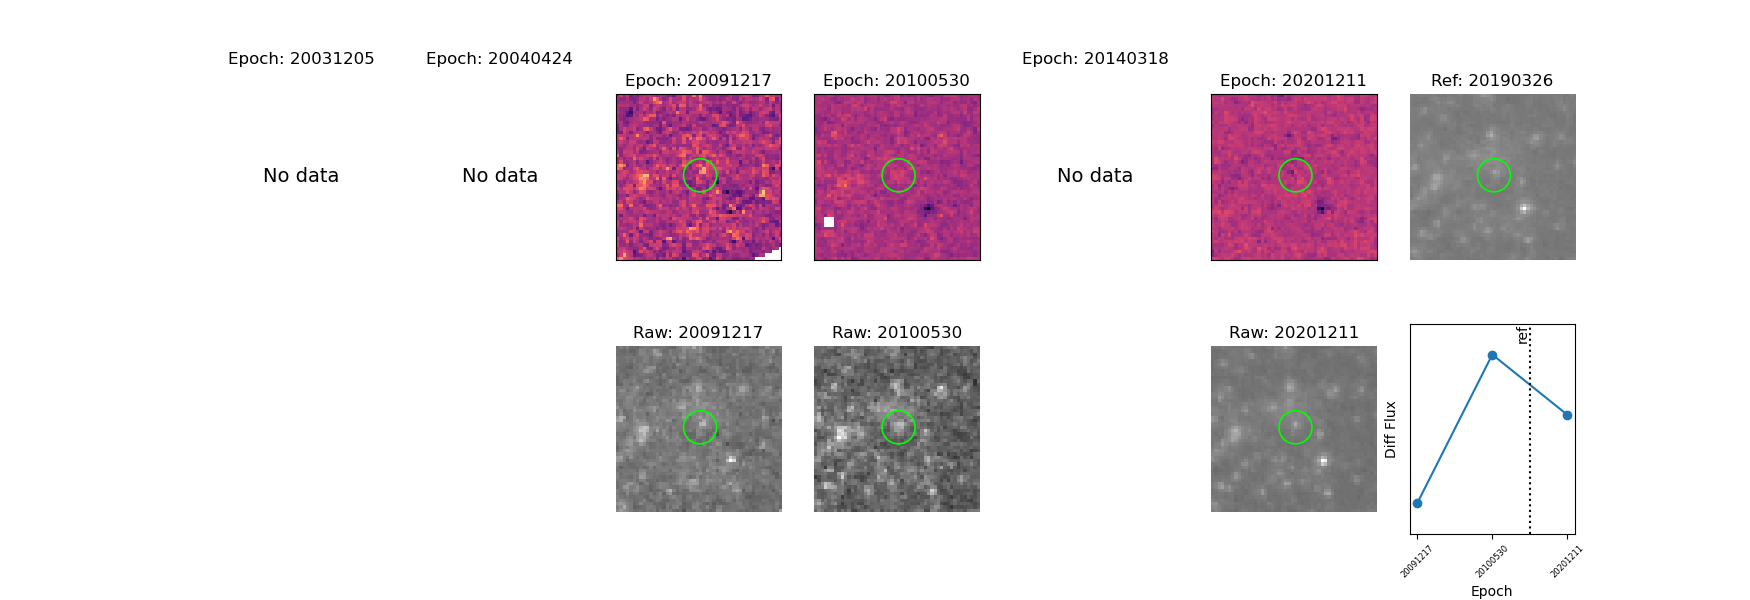 Epoch: 20031205
Epoch: 20040424
Epoch: 20091217
Epoch: 20100530
Epoch: 20140318
Epoch: 20201211
Ref: 20190326
No data
No data
No data
Raw: 20091217
Raw: 20100530
Raw: 20201211
ref
Diff Flux
20091217
20100530
20201211
Epoch